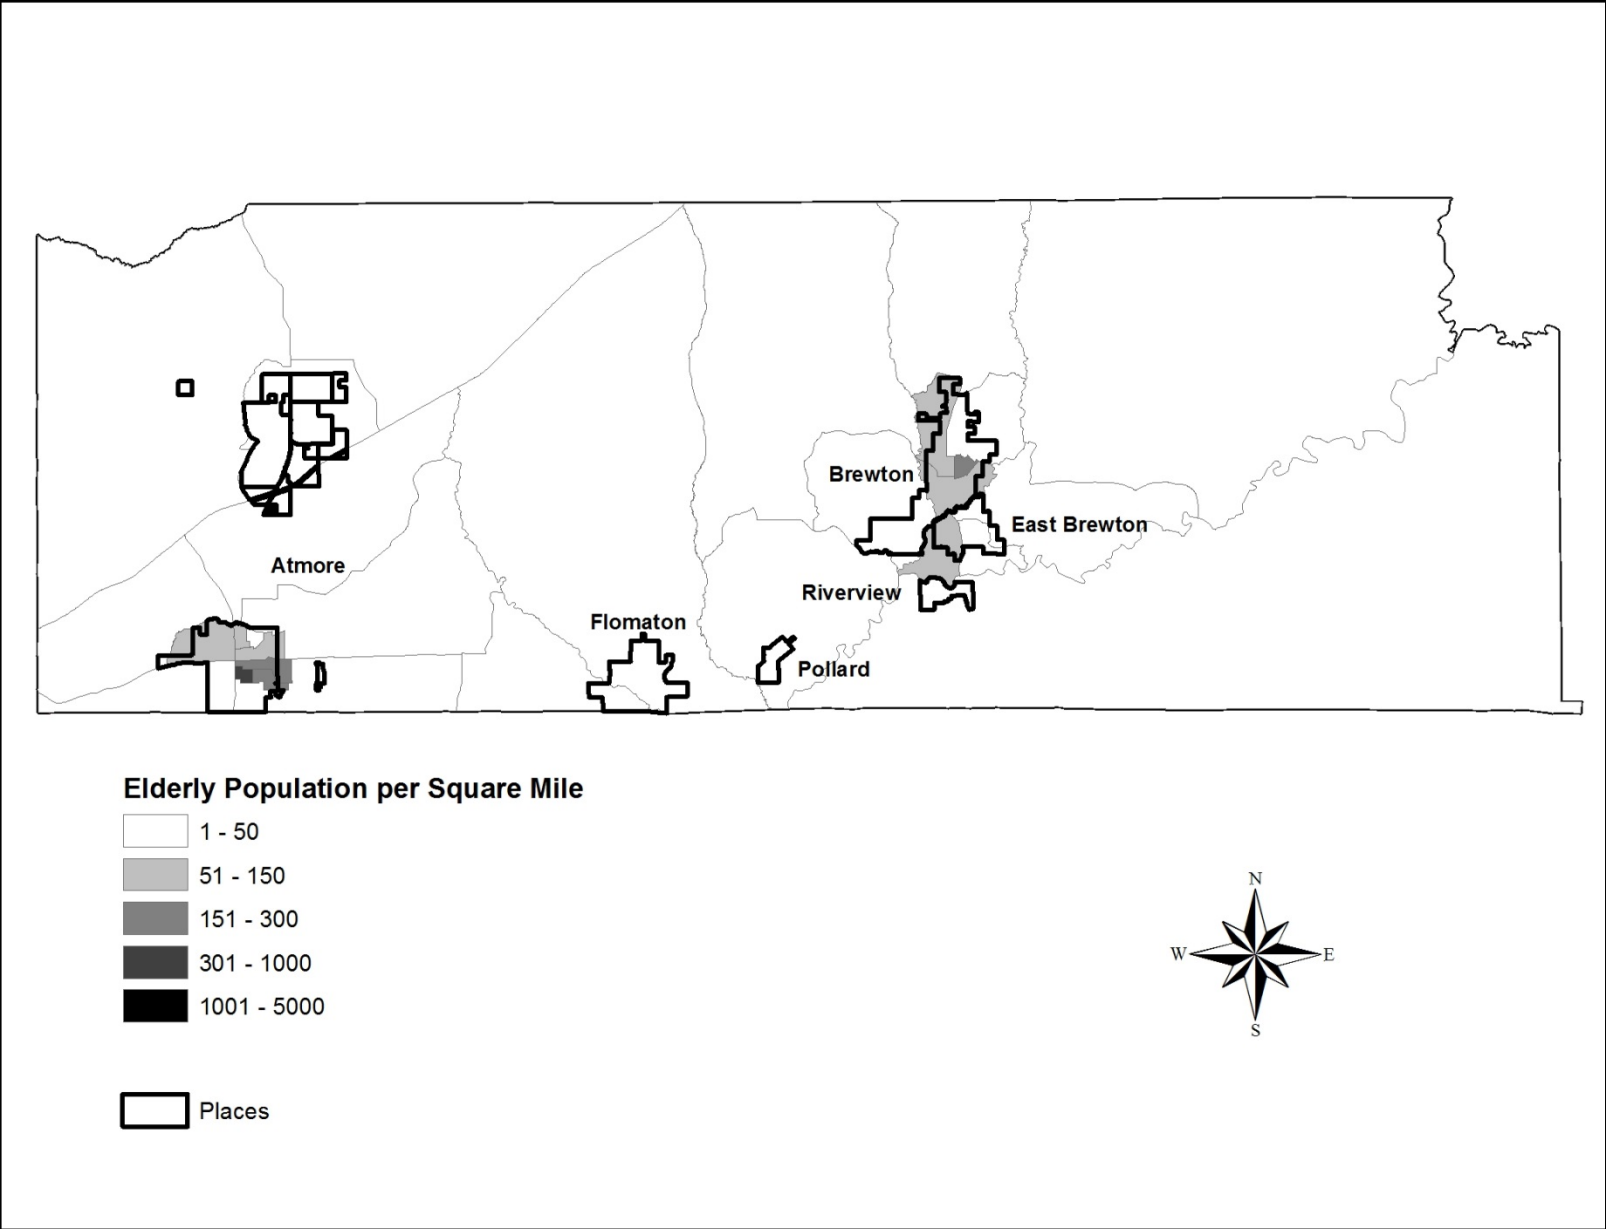 Brewton
East Brewton
Atmore
Riverview
Flomaton
Pollard
Elderly Population per Square Mile
1 - 50
51 - 150
151 - 300
301 - 1000
1001 - 5000
Places
N
W
E
S